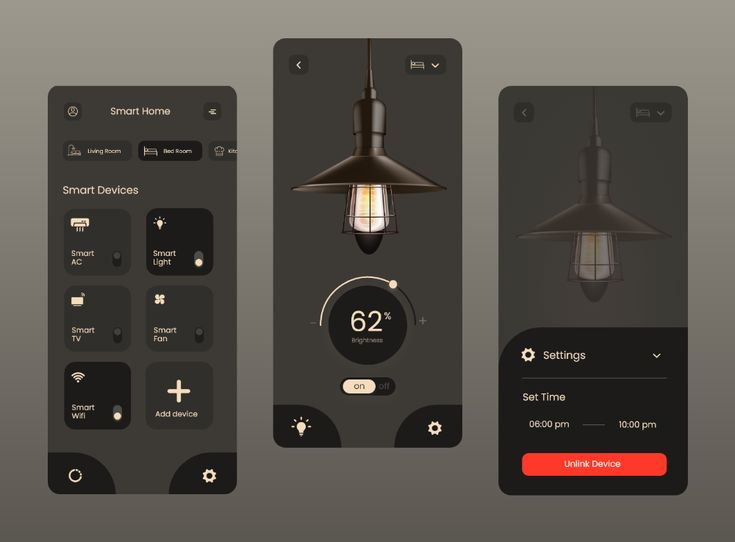 Smart Home
Living Room
Bed Room
Kitc
Smart Devices
Smart
AC
Smart
Light
Smart
TV
Smart
Fan
Smart
Wifi
Add device
62%
Brightness
on
off
Settings
Set Time
06:00 pm
10:00 pm
Unlink Device